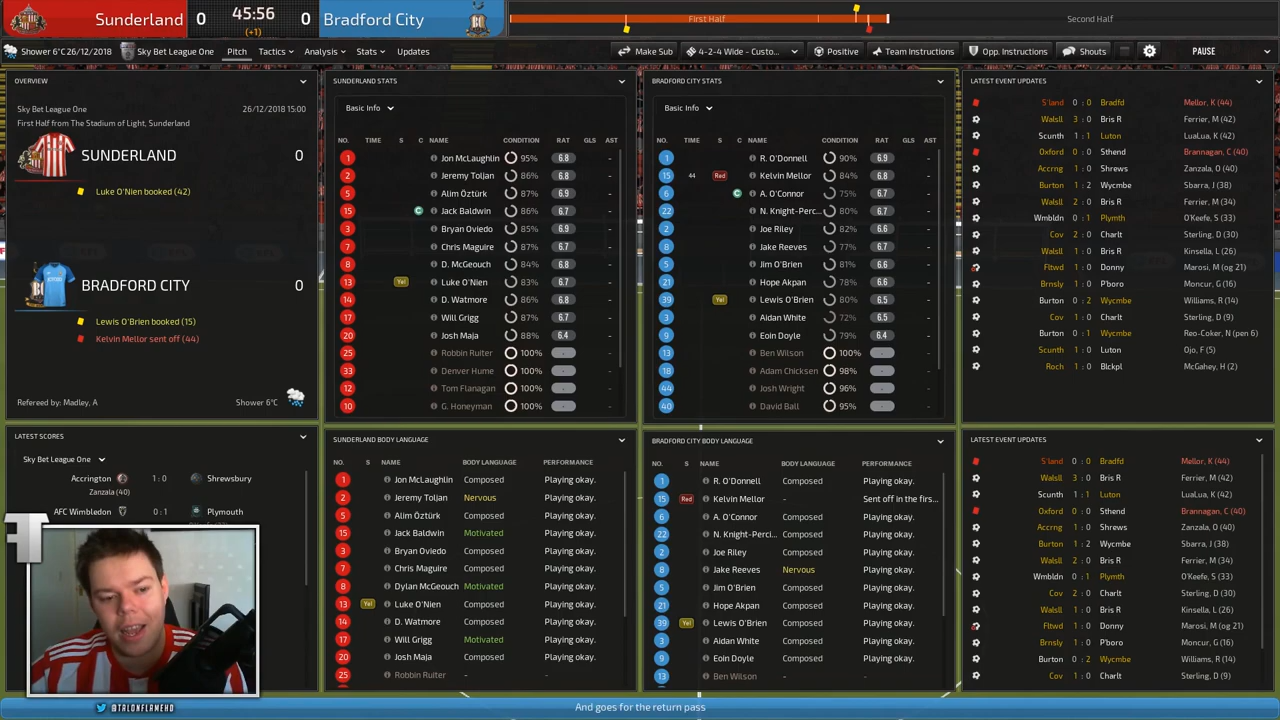 Sunderland 0 45:56 (+1) 0 Bradford City First Half Second Half
Shower 6°C 26/12/2018 Sky Bet League One Pitch Tactics Analysis Stats Updates Make Sub 4-2-4 Wide - Custo... Positive Team Instructions Opp. Instructions Shouts PAUSE
OVERVIEW
Sky Bet League One 26/12/2018 15:00
First Half from The Stadium of Light, Sunderland
SUNDERLAND 0
Luke O'Nien booked (42)
BRADFORD CITY 0
Lewis O'Brien booked (15)
Kelvin Mellor sent off (44)
Refereed by: Madley, A Shower 6°C
LATEST SCORES
Sky Bet League One
Accrington 1 : 0 Shrewsbury
Zanzala (40)
AFC Wimbledon 0 : 1 Plymouth
SUNDERLAND STATS
Basic Info
NO. TIME S C NAME CONDITION RAT GLS AST
1 Jon McLaughlin 95% 6.8 -
2 Jeremy Toljan 86% 6.8 -
5 Alim Öztürk 87% 6.9 -
15 C Jack Baldwin 86% 6.7 -
3 Bryan Oviedo 85% 6.9 -
7 Chris Maguire 87% 6.7 -
8 D. McGeouch 84% 6.8 -
13 Yel Luke O'Nien 83% 6.7 -
14 D. Watmore 86% 6.8 -
17 Will Grigg 87% 6.7 -
20 Josh Maja 88% 6.4 -
25 Robbin Ruiter 100% - -
33 Denver Hume 100% - -
12 Tom Flanagan 100% - -
10 G. Honeyman 100% - -
BRADFORD CITY STATS
Basic Info
NO. TIME S C NAME CONDITION RAT GLS AST
1 R. O'Donnell 90% 6.9 -
15 44 Red Kelvin Mellor 84% 6.8 -
6 C A. O'Connor 75% 6.7 -
22 N. Knight-Perc... 80% 6.7 -
2 Joe Riley 82% 6.6 -
8 Jake Reeves 77% 6.7 -
5 Jim O'Brien 81% 6.6 -
21 Hope Akpan 78% 6.6 -
39 Yel Lewis O'Brien 80% 6.5 -
3 Aidan White 72% 6.5 -
9 Eoin Doyle 79% 6.4 -
13 Ben Wilson 100% - -
18 Adam Chicksen 98% - -
44 Josh Wright 96% - -
40 David Ball 95% - -
LATEST EVENT UPDATES
S'land 0 : 0 Bradfd Mellor, K (44)
Walsll 3 : 0 Bris R Ferrier, M (42)
Scunth 1 : 1 Luton LuaLua, K (42)
Oxford 0 : 0 Sthend Brannagan, C (40)
Accrng 1 : 0 Shrews Zanzala, O (40)
Burton 1 : 2 Wycmbe Sbarra, J (38)
Walsll 2 : 0 Bris R Ferrier, M (34)
Wmbldn 0 : 1 Plymth O'Keefe, S (33)
Cov 2 : 0 Charlt Sterling, D (30)
Walsll 1 : 0 Bris R Kinsella, L (26)
Fltwd 1 : 0 Donny Marosi, M (og 21)
Brnsly 1 : 0 P'boro Moncur, G (16)
Burton 0 : 2 Wycmbe Williams, R (14)
Cov 1 : 0 Charlt Sterling, D (9)
Burton 0 : 1 Wycmbe Reo-Coker, N (pen 6)
Scunth 1 : 0 Luton Ojo, F (5)
Roch 1 : 0 Blckpl McGahey, H (2)
SUNDERLAND BODY LANGUAGE
NO. S NAME BODY LANGUAGE PERFORMANCE
1 Jon McLaughlin Composed Playing okay.
2 Jeremy Toljan Nervous Playing okay.
5 Alim Öztürk Composed Playing okay.
15 Jack Baldwin Motivated Playing okay.
3 Bryan Oviedo Composed Playing okay.
7 Chris Maguire Composed Playing okay.
8 Dylan McGeouch Motivated Playing okay.
13 Yel Luke O'Nien Composed Playing okay.
14 D. Watmore Composed Playing okay.
17 Will Grigg Motivated Playing okay.
20 Josh Maja Composed Playing okay.
25 Robbin Ruiter - -
BRADFORD CITY BODY LANGUAGE
NO. S NAME BODY LANGUAGE PERFORMANCE
1 R. O'Donnell Composed Playing okay.
15 Red Kelvin Mellor - Sent off in the firs...
6 A. O'Connor Composed Playing okay.
22 N. Knight-Perci... Composed Playing okay.
2 Joe Riley Composed Playing okay.
8 Jake Reeves Nervous Playing okay.
5 Jim O'Brien Composed Playing okay.
21 Hope Akpan Composed Playing okay.
39 Yel Lewis O'Brien Composed Playing okay.
3 Aidan White Composed Playing okay.
9 Eoin Doyle Composed Playing okay.
13 Ben Wilson - -
LATEST EVENT UPDATES
S'land 0 : 0 Bradfd Mellor, K (44)
Walsll 3 : 0 Bris R Ferrier, M (42)
Scunth 1 : 1 Luton LuaLua, K (42)
Oxford 0 : 0 Sthend Brannagan, C (40)
Accrng 1 : 0 Shrews Zanzala, O (40)
Burton 1 : 2 Wycmbe Sbarra, J (38)
Walsll 2 : 0 Bris R Ferrier, M (34)
Wmbldn 0 : 1 Plymth O'Keefe, S (33)
Cov 2 : 0 Charlt Sterling, D (30)
Walsll 1 : 0 Bris R Kinsella, L (26)
Fltwd 1 : 0 Donny Marosi, M (og 21)
Brnsly 1 : 0 P'boro Moncur, G (16)
Burton 0 : 2 Wycmbe Williams, R (14)
Cov 1 : 0 Charlt Sterling, D (9)
@TALONFLAMEHD
And goes for the return pass